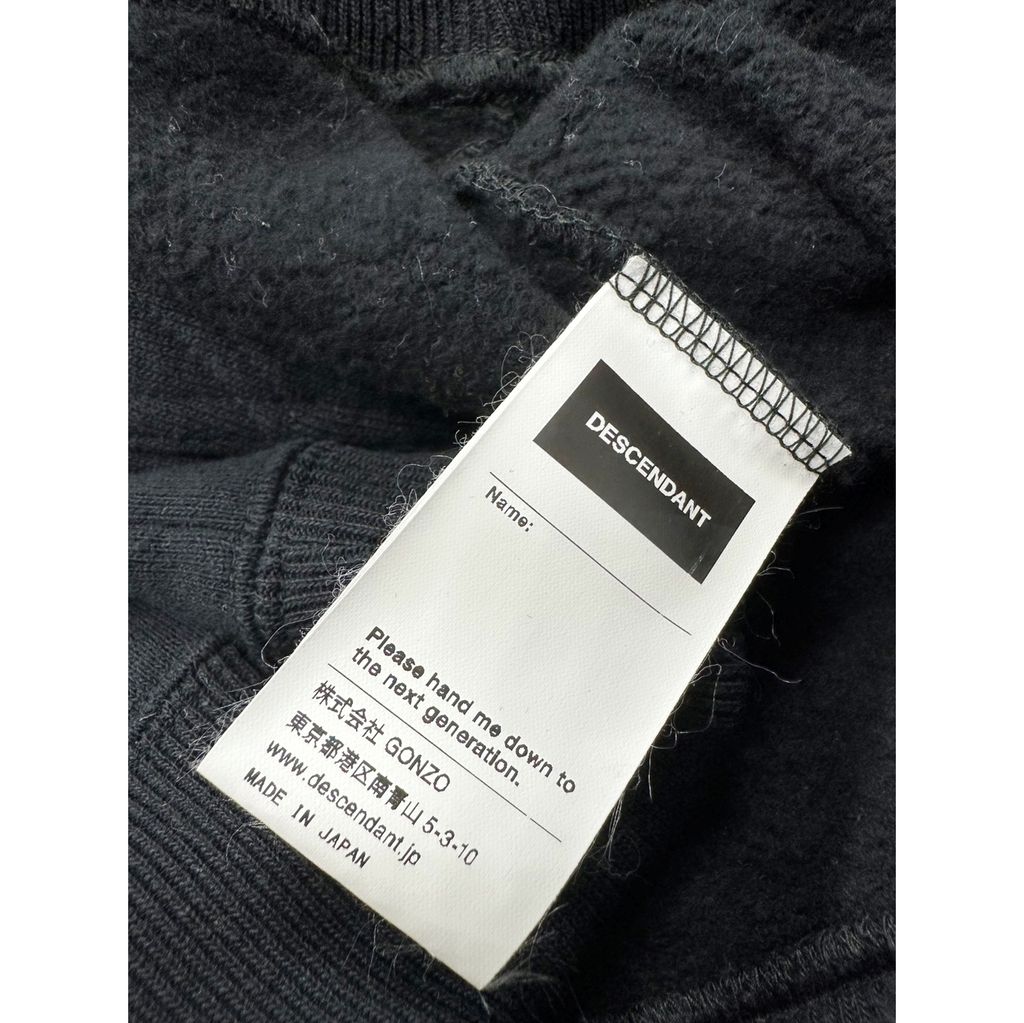 DESCENDANT
Name:
Please hand me down to
the next generation.
株式会社 GONZO
東京都港区南青山 5-3-10
www.descendant.jp
MADE IN JAPAN